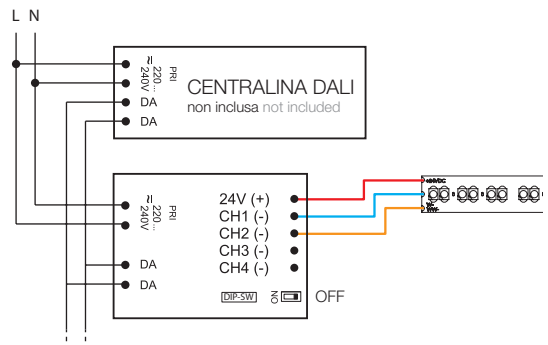 L N
≂ 220... 240V
PRI
DA
DA
CENTRALINA DALI
non inclusa not included
≂ 220... 240V
PRI
DA
DA
24V (+)
CH1 (-)
CH2 (-)
CH3 (-)
CH4 (-)
DIP-SW
ON
OFF